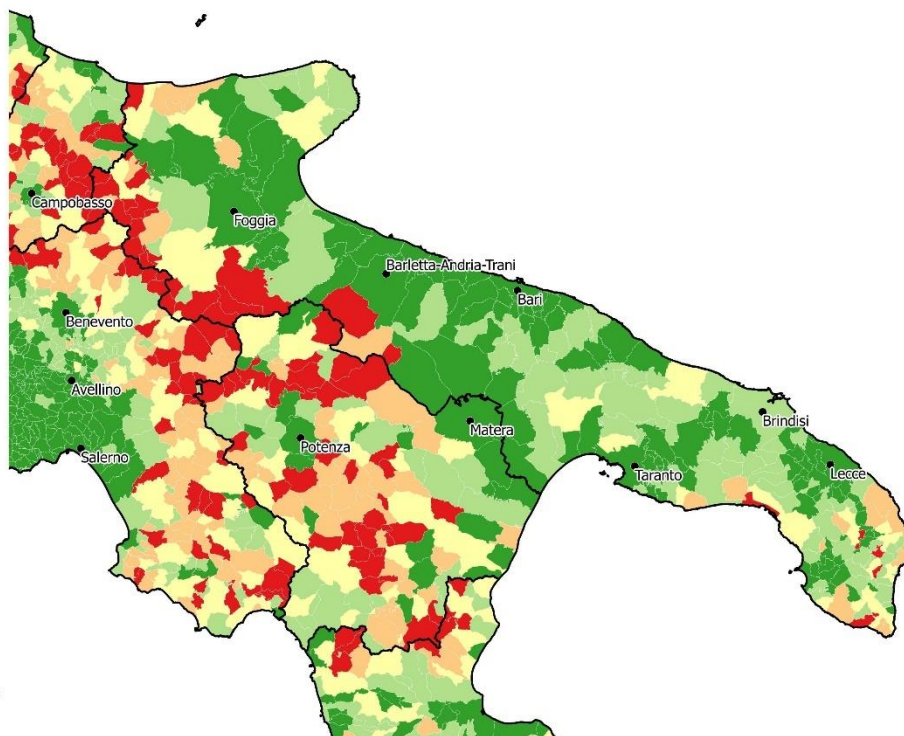 Campobasso
Foggia
Barletta-Andria-Trani
Bari
Benevento
Avellino
Brindisi
Matera
Potenza
Salerno
Taranto
Lecce